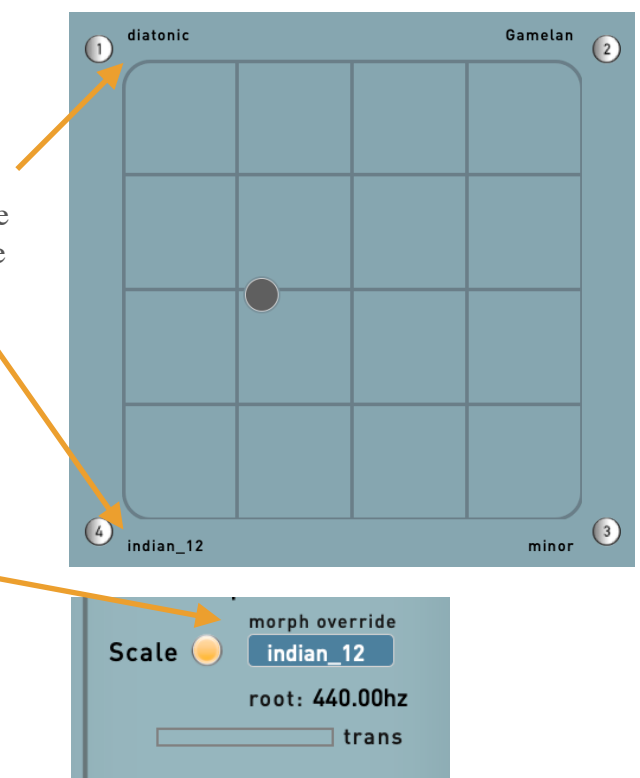 1 diatonic Gamelan 2
e
e
4 indian_12 minor 3
morph override
Scale indian_12
root: 440.00hz
trans